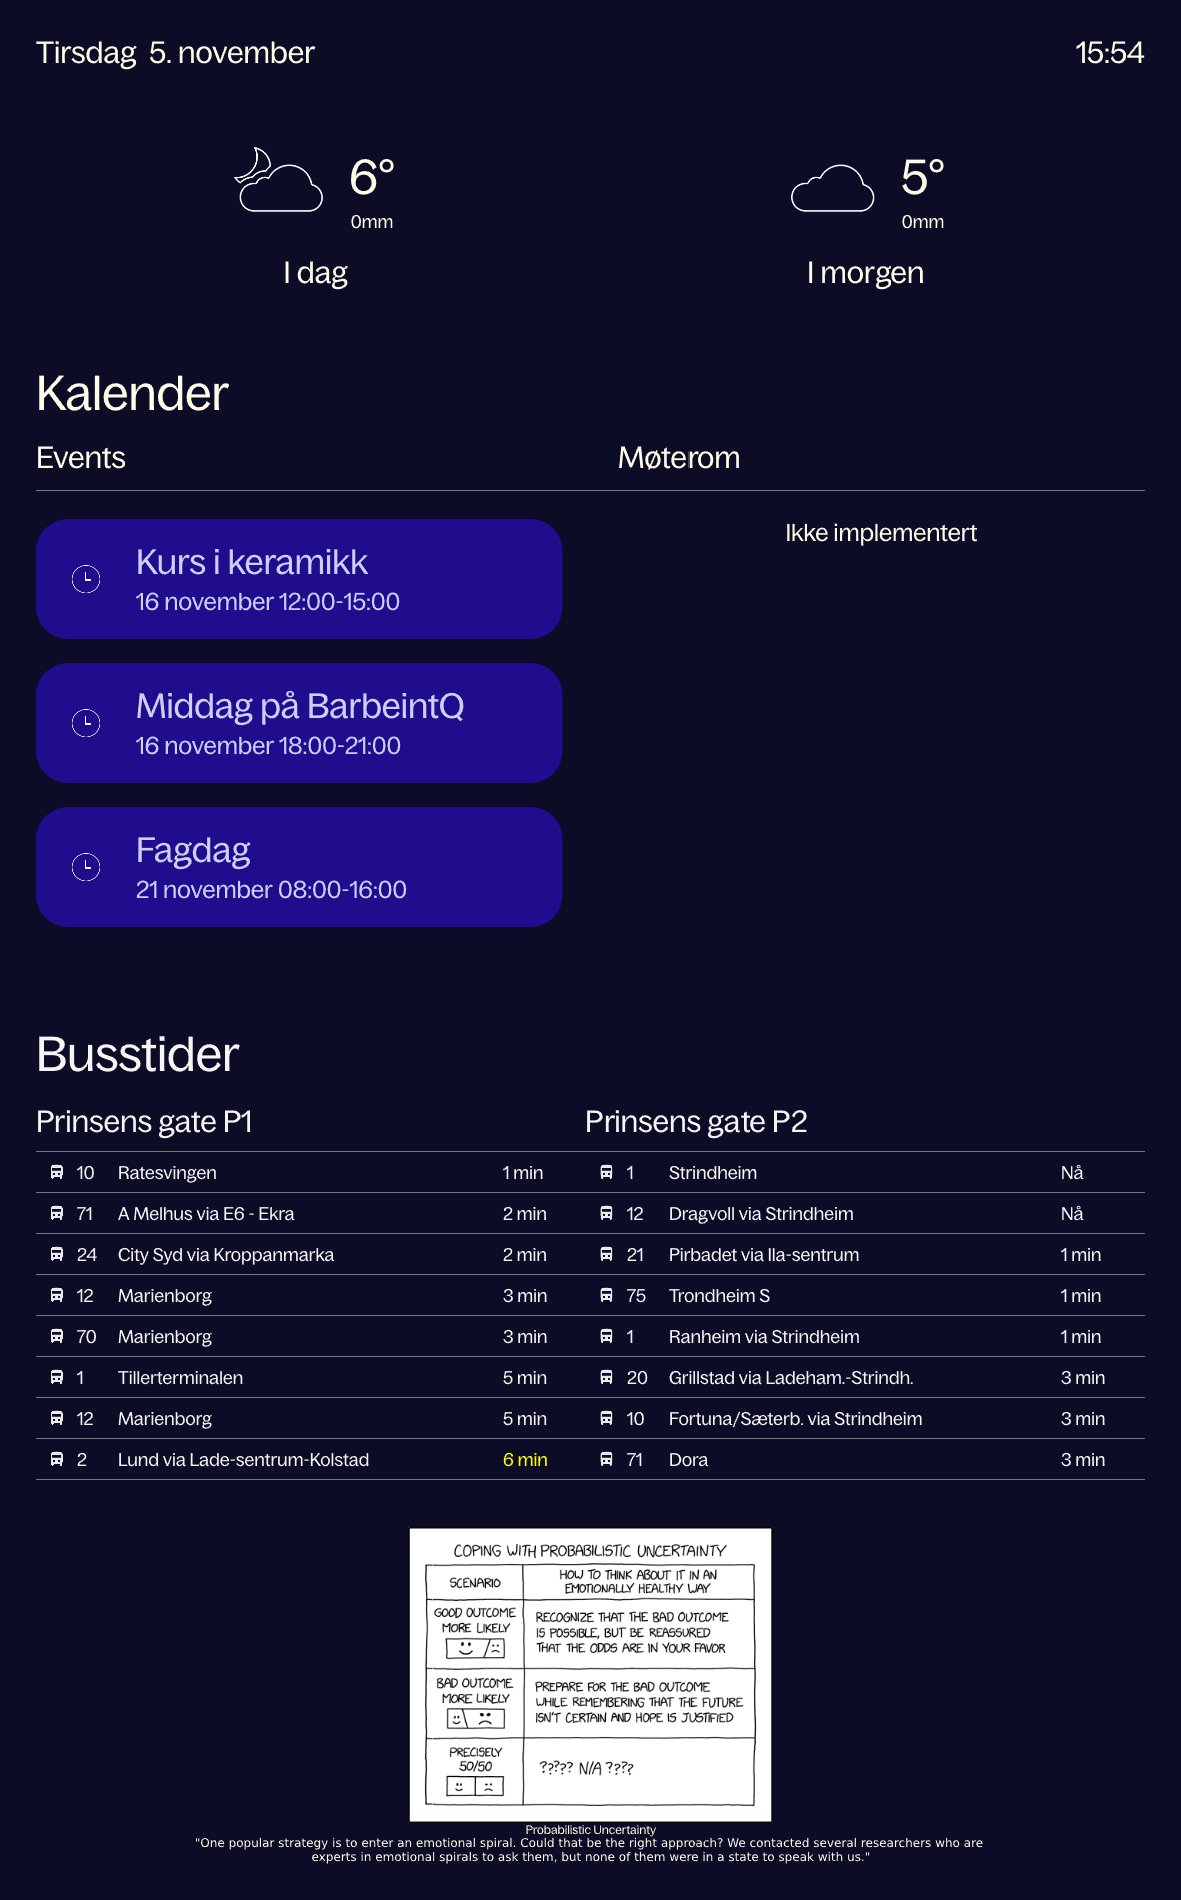 Tirsdag 5. november
15:54
6°
0mm
I dag
5°
0mm
I morgen
Kalender
Events
Møterom
Kurs i keramikk
16 november 12:00-15:00
Middag på BarbeintQ
16 november 18:00-21:00
Fagdag
21 november 08:00-16:00
Ikke implementert
Busstider
Prinsens gate P1
10 Ratesvingen 1 min
71 A Melhus via E6 - Ekra 2 min
24 City Syd via Kroppanmarka 2 min
12 Marienborg 3 min
70 Marienborg 3 min
1 Tillerterminalen 5 min
12 Marienborg 5 min
2 Lund via Lade-sentrum-Kolstad 6 min
Prinsens gate P2
1 Strindheim Nå
12 Dragvoll via Strindheim Nå
21 Pirbadet via Ila-sentrum 1 min
75 Trondheim S 1 min
1 Ranheim via Strindheim 1 min
20 Grillstad via Ladeham.-Strindh. 3 min
10 Fortuna/Sæterb. via Strindheim 3 min
71 Dora 3 min
COPING WITH PROBABILISTIC UNCERTAINTY
SCENARIO
HOW TO THINK ABOUT IT IN AN
EMOTIONALLY HEALTHY WAY
GOOD OUTCOME
MORE LIKELY
RECOGNIZE THAT THE BAD OUTCOME
IS POSSIBLE, BUT BE REASSURED
THAT THE ODDS ARE IN YOUR FAVOR
BAD OUTCOME
MORE LIKELY
PREPARE FOR THE BAD OUTCOME
WHILE REMEMBERING THAT THE FUTURE
ISN'T CERTAIN AND HOPE IS JUSTIFIED
PRECISELY
50/50
???? N/A ????
Probabilistic Uncertainty
"One popular strategy is to enter an emotional spiral. Could that be the right approach? We contacted several researchers who are
experts in emotional spirals to ask them, but none of them were in a state to speak with us."